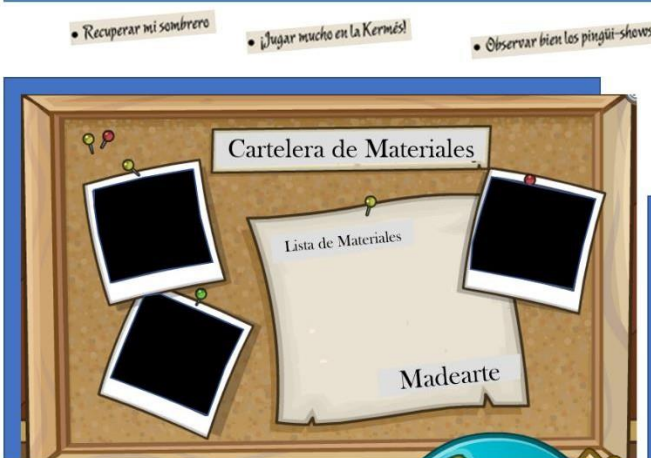 • Recuperar mi sombrero
• ¡Jugar mucho en la Kermés!
• Observar bien los pingüi-shows
Cartelera de Materiales
Lista de Materiales
Madearte